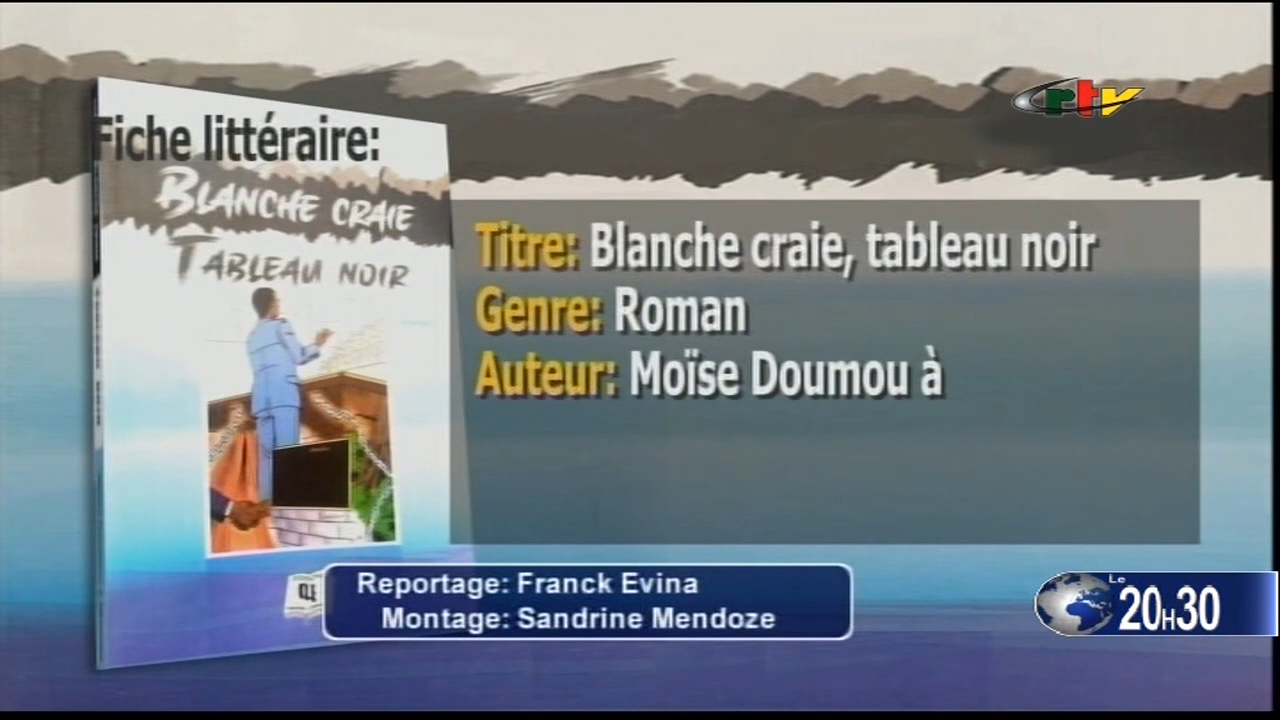 crtv
Fiche littéraire:
BLANCHE CRAIE
TABLEAU NOIR
Titre: Blanche craie, tableau noir
Genre: Roman
Auteur: Moïse Doumou à
Reportage: Franck Evina
Montage: Sandrine Mendoze
Le
20H30